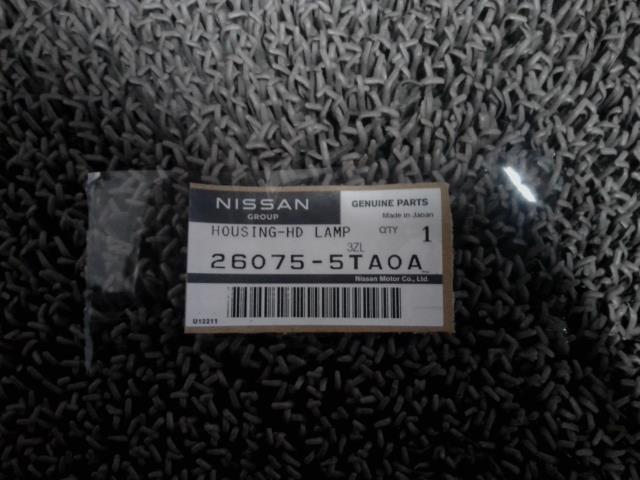 NISSAN
GROUP
GENUINE PARTS
Made in Japan
HOUSING-HD LAMP QTY 1
3ZL
26075-5TA0A
Nissan Motor Co., Ltd.
U12211